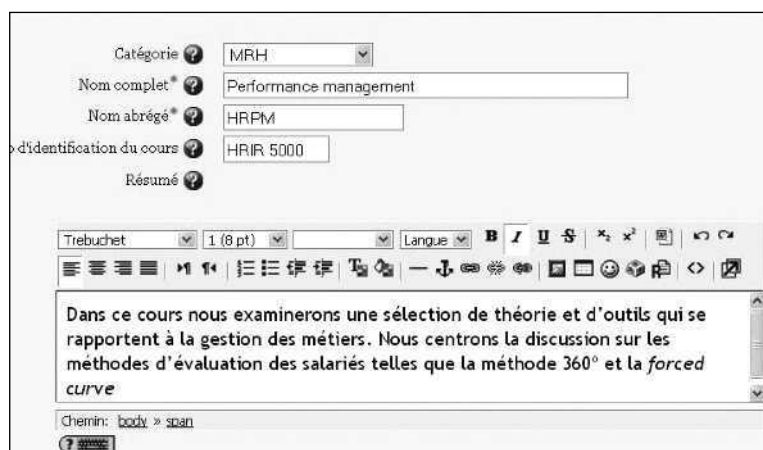 Catégorie MRH
Nom complet* Performance management
Nom abrégé* HRPM
d'identification du cours HRIR 5000
Résumé
Trebuchet 1 (8 pt) Langue B I U S
Dans ce cours nous examinerons une sélection de théorie et d'outils qui se
rapportent à la gestion des métiers. Nous centrons la discussion sur les
méthodes d'évaluation des salariés telles que la méthode 360° et la forced
curve
Chemin: body » span